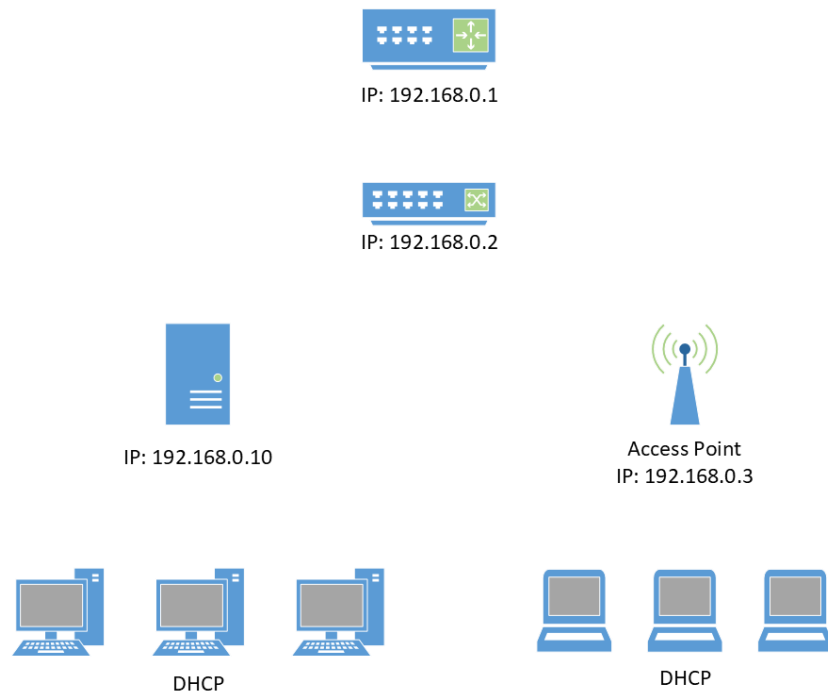 IP: 192.168.0.1
IP: 192.168.0.2
IP: 192.168.0.10
Access Point
IP: 192.168.0.3
DHCP
DHCP